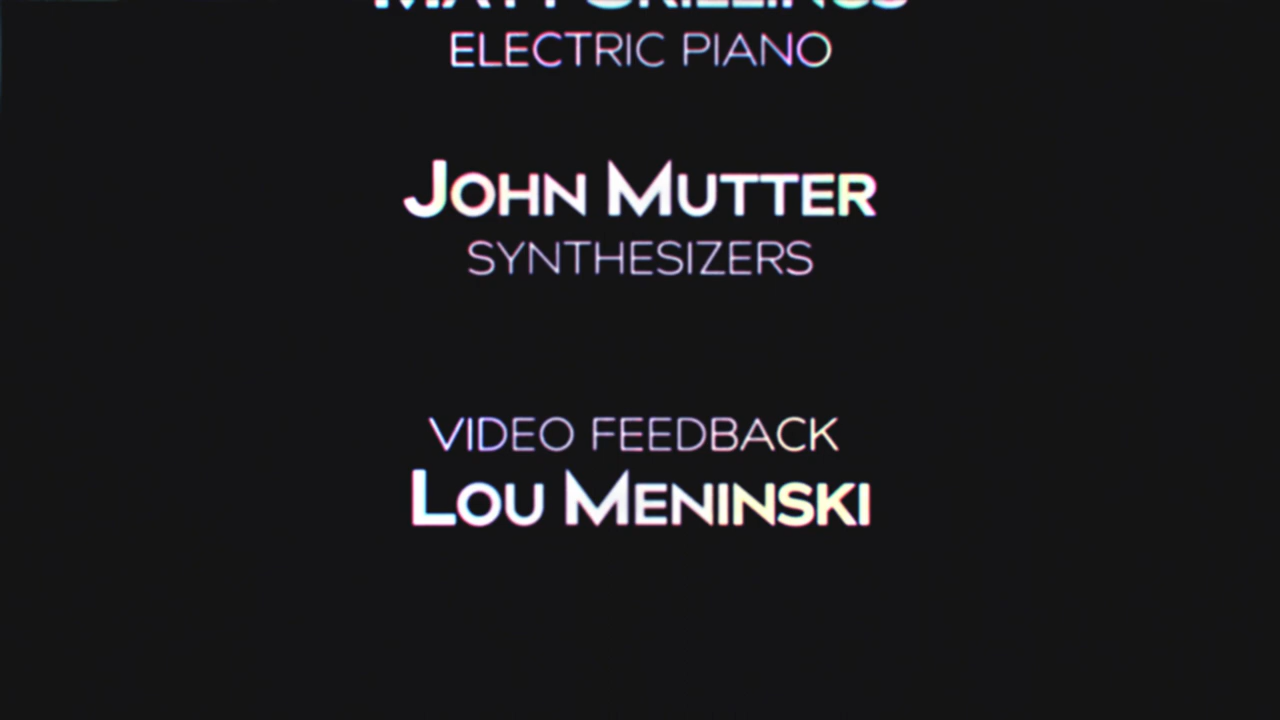 ELECTRIC PIANO
JOHN MUTTER
SYNTHESIZERS
VIDEO FEEDBACK
LOU MENINSKI